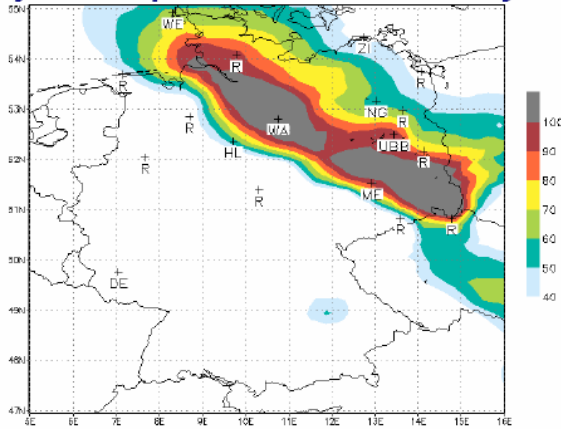 55N
WE
ZI
54N
R
R
R
53N
NG
R
R
WA
UBB
HL
R
52N
R
ME
R
51N
R
R
50N
DE
49N
48N
47N
6E
7E
8E
9E
10E
11E
12E
13E
14E
15E
16E
100
90
80
70
60
50
40